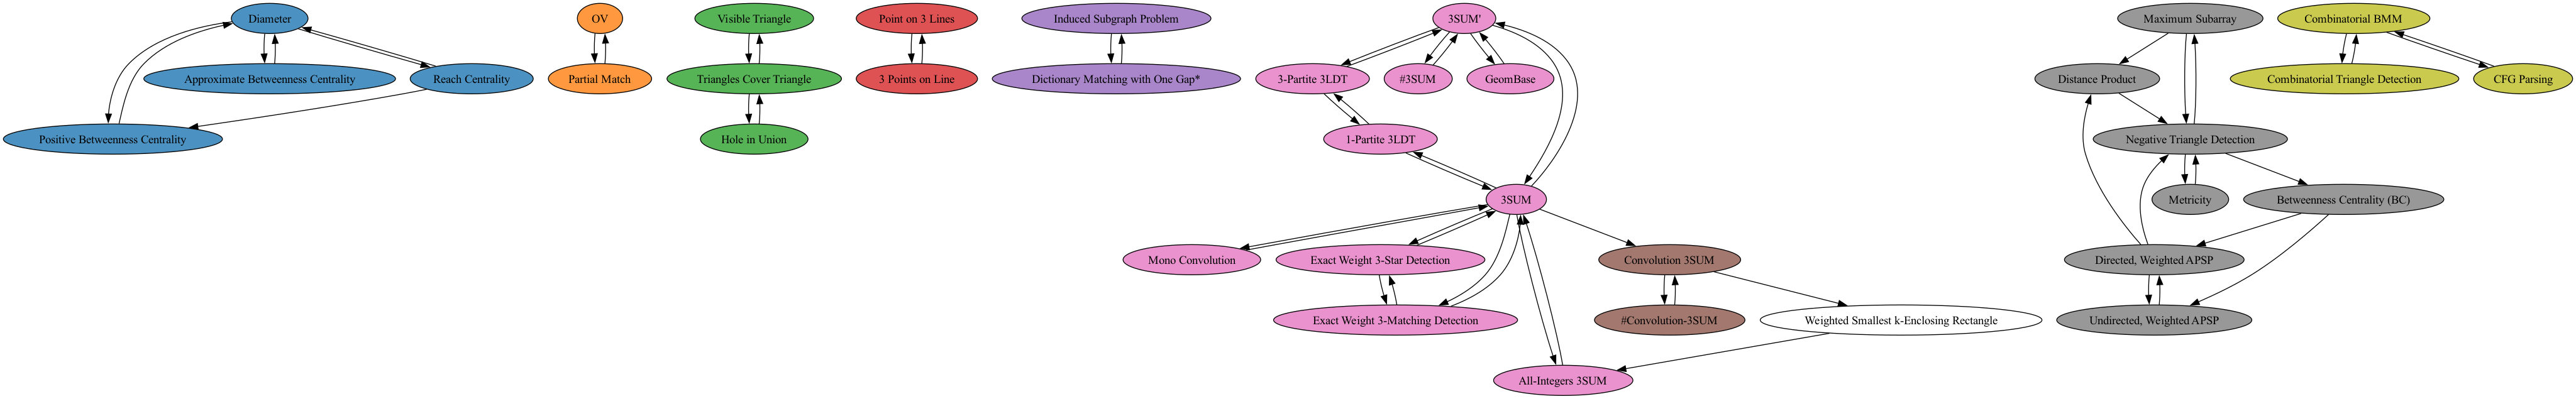 Diameter
OV
Visible Triangle
Point on 3 Lines
Induced Subgraph Problem
3SUM'
Maximum Subarray
Combinatorial BMM
Approximate Betweenness Centrality
Reach Centrality
Partial Match
Triangles Cover Triangle
3 Points on Line
Dictionary Matching with One Gap*
3-Partite 3LDT
#3SUM
GeomBase
Distance Product
Combinatorial Triangle Detection
CFG Parsing
Positive Betweenness Centrality
Hole in Union
1-Partite 3LDT
Negative Triangle Detection
3SUM
Metricity
Betweenness Centrality (BC)
Mono Convolution
Exact Weight 3-Star Detection
Convolution 3SUM
Directed, Weighted APSP
Exact Weight 3-Matching Detection
#Convolution-3SUM
Weighted Smallest k-Enclosing Rectangle
Undirected, Weighted APSP
All-Integers 3SUM